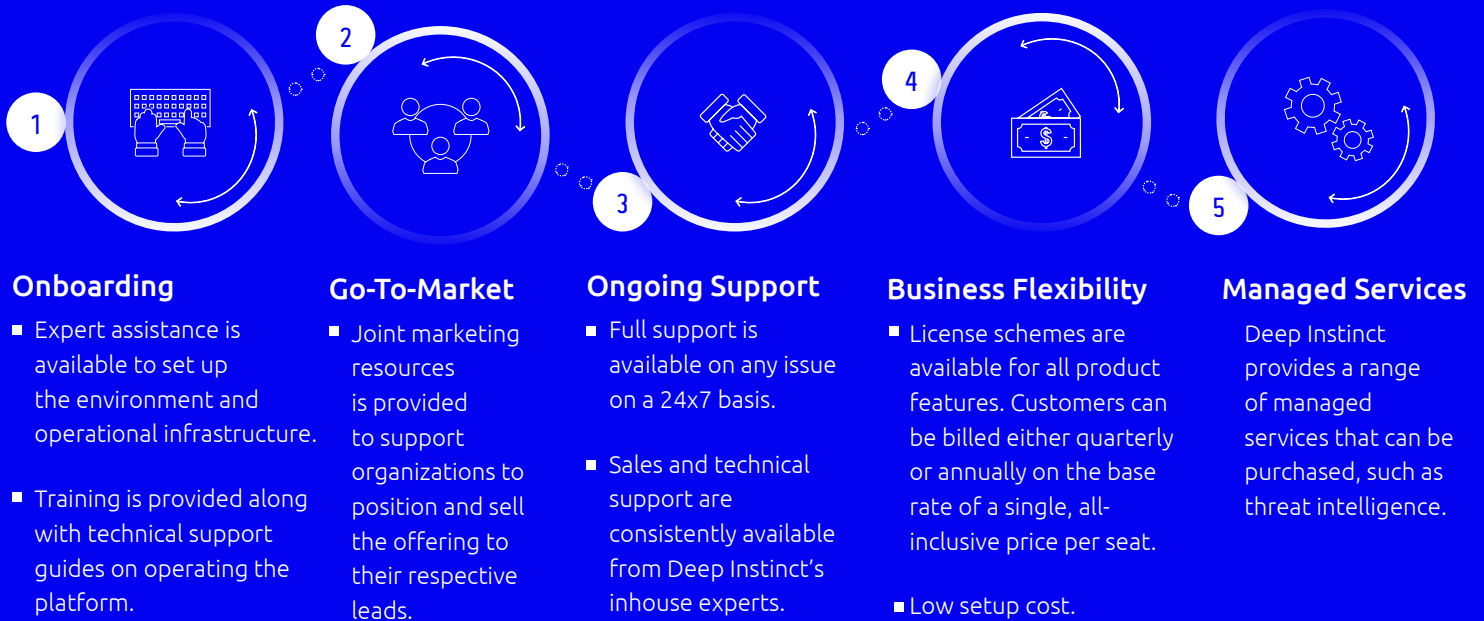 1
2
3
4
5
Onboarding
■ Expert assistance is
available to set up
the environment and
operational infrastructure.
■ Training is provided along
with technical support
guides on operating the
platform.
Go-To-Market
■ Joint marketing
resources
is provided
to support
organizations to
position and sell
the offering to
their respective
leads.
Ongoing Support
■ Full support is
available on any issue
on a 24x7 basis.
■ Sales and technical
support are
consistently available
from Deep Instinct’s
inhouse experts.
Business Flexibility
■ License schemes are
available for all product
features. Customers can
be billed either quarterly
or annually on the base
rate of a single, all-
inclusive price per seat.
■ Low setup cost.
Managed Services
Deep Instinct
provides a range
of managed
services that can be
purchased, such as
threat intelligence.